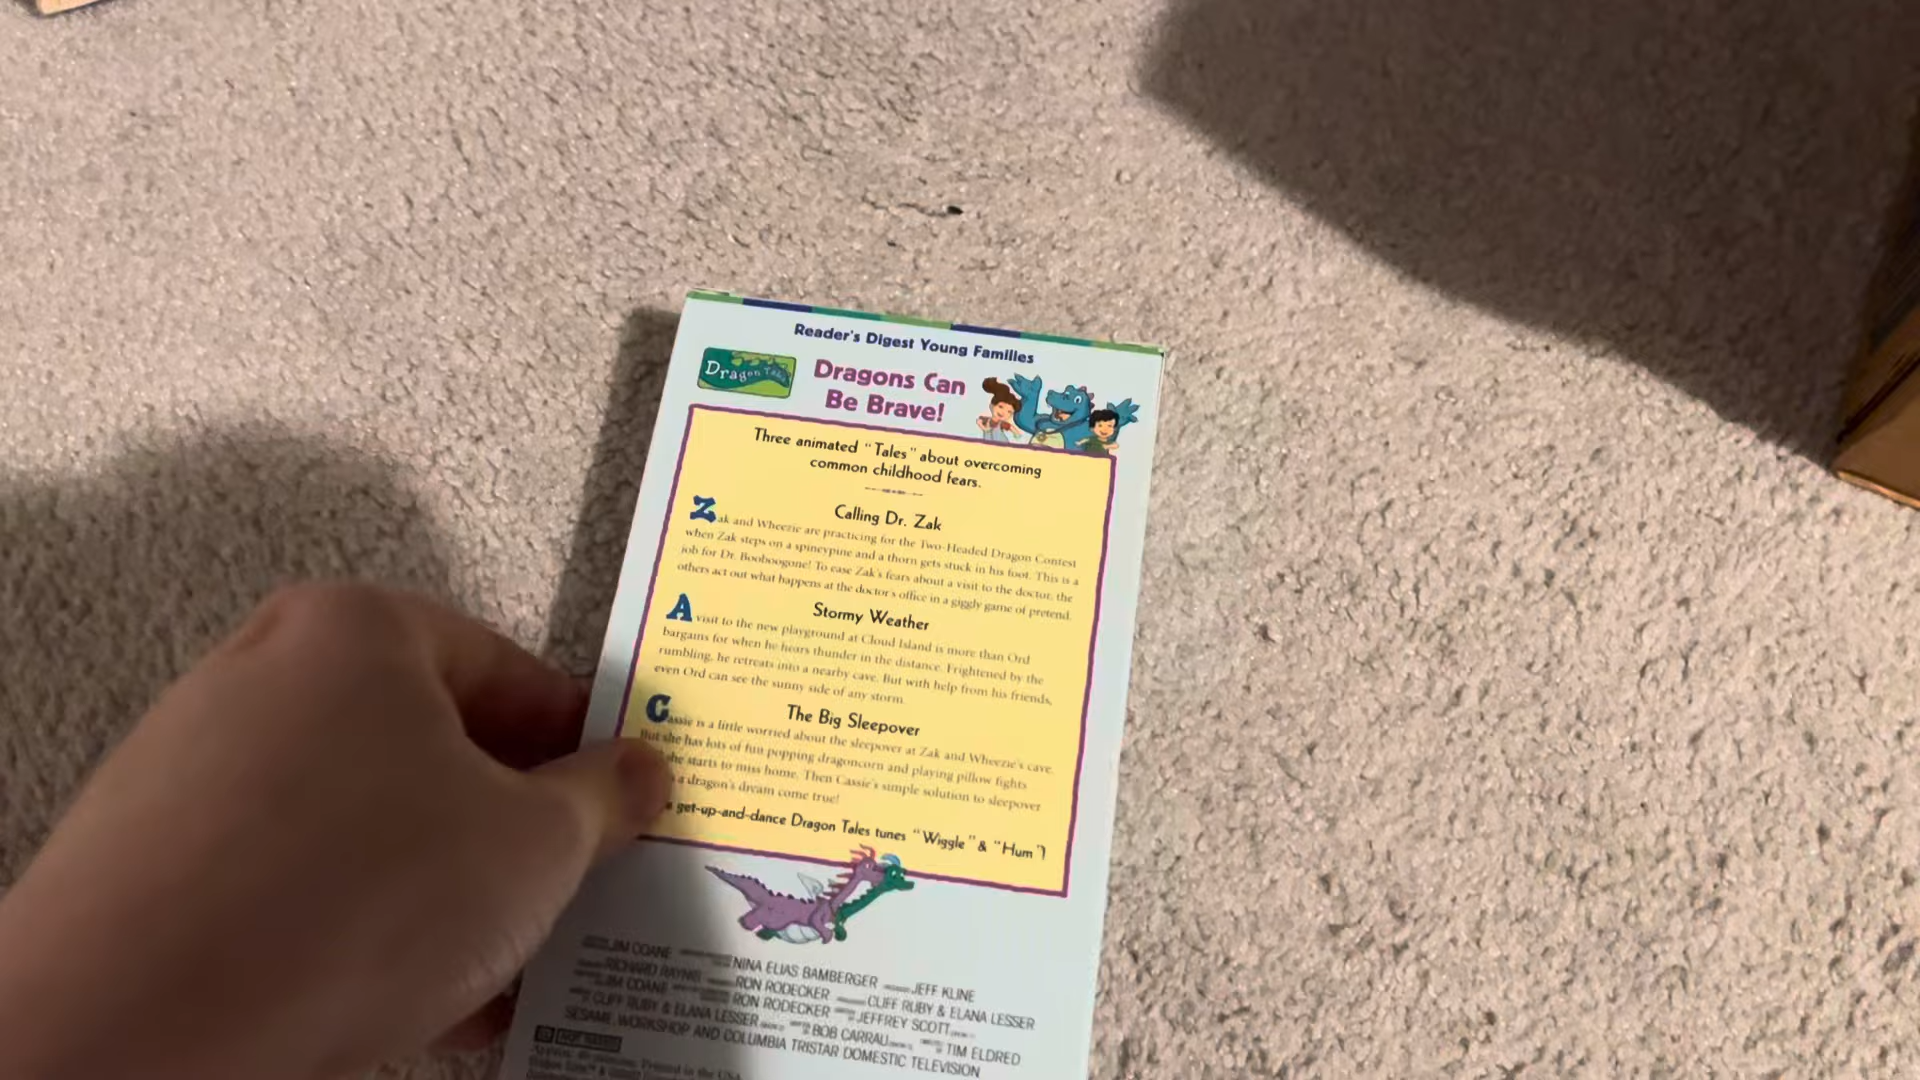 Reader's Digest Young Families
Dragon Tales
Dragons Can
Be Brave!
Three animated "Tales" about overcoming
common childhood fears.
Calling Dr. Zak
Zak and Wheezie are practicing for the Two-Headed Dragon Contest
when Zak steps on a spineypine and a thorn gets stuck in his foot. This is a
job for Dr. Booboogone! To ease Zak's fears about a visit to the doctor, the
others act out what happens at the doctor's office in a giggly game of pretend.
Stormy Weather
A visit to the new playground at Cloud Island is more than Ord
bargains for when he hears thunder in the distance. Frightened by the
rumbling, he retreats into a nearby cave. But with help from his friends,
even Ord can see the sunny side of any storm.
The Big Sleepover
Cassie is a little worried about the sleepover at Zak and Wheezie's cave.
But she has lots of fun popping dragoncorn and playing pillow fights
she starts to miss home. Then Cassie's simple solution to sleepover
a dragon's dream come true!
get-up-and-dance Dragon Tales tunes "Wiggle" & "Hum"!
JIM COANE NINA ELIAS BAMBERGER JEFF KLINE
RICHARD RAYNIS RON RODECKER CLIFF RUBY & ELANA LESSER
JIM COANE RON RODECKER JEFFREY SCOTT
CLIFF RUBY & ELANA LESSER BOB CARRAU TIM ELDRED
SESAME WORKSHOP AND COLUMBIA TRISTAR DOMESTIC TELEVISION
Printed in the USA